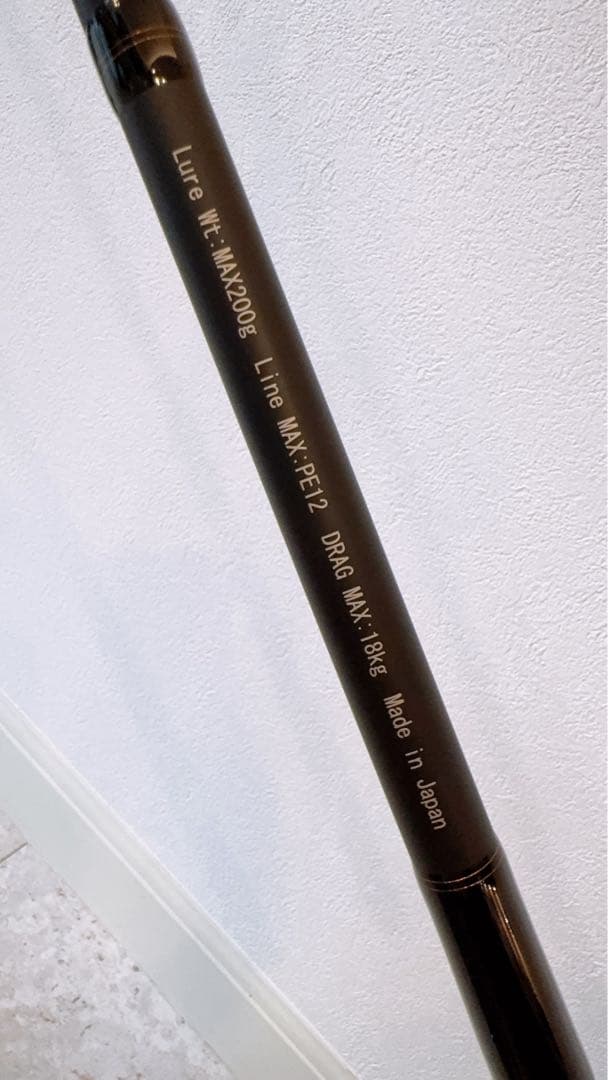 Lure Wt:MAX200g Line MAX:PE12 DRAG MAX:18kg Made in Japan